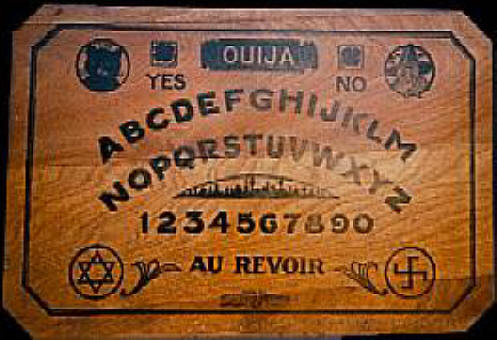 OUIJA
YES NO
ABCDEFGHIJKLM
NOPQRSTUVWXYZ
1234567890
AU REVOIR